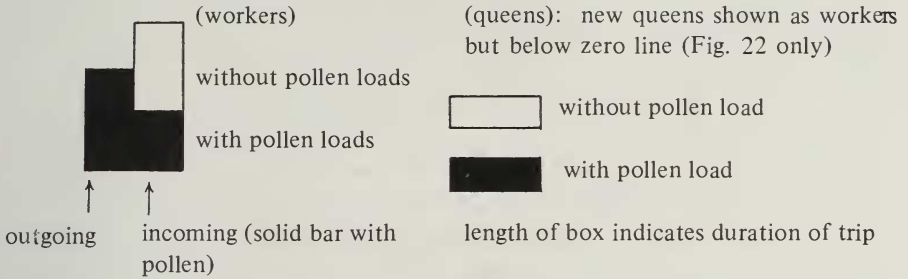 (workers)
without pollen loads
with pollen loads
outgoing
incoming (solid bar with
pollen)
(queens): new queens shown as workers
but below zero line (Fig. 22 only)
without pollen load
with pollen load
length of box indicates duration of trip